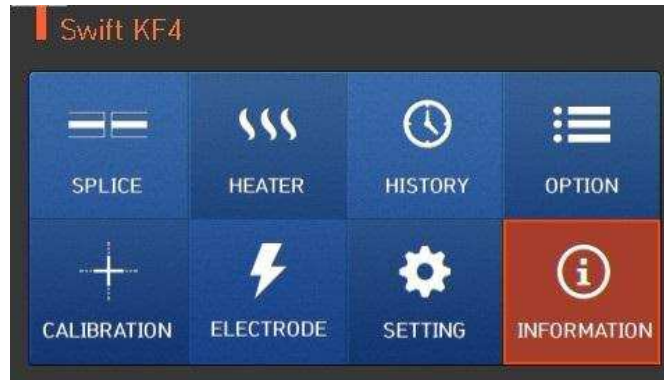 Swift KF4
SPLICE HEATER HISTORY OPTION
CALIBRATION ELECTRODE SETTING INFORMATION